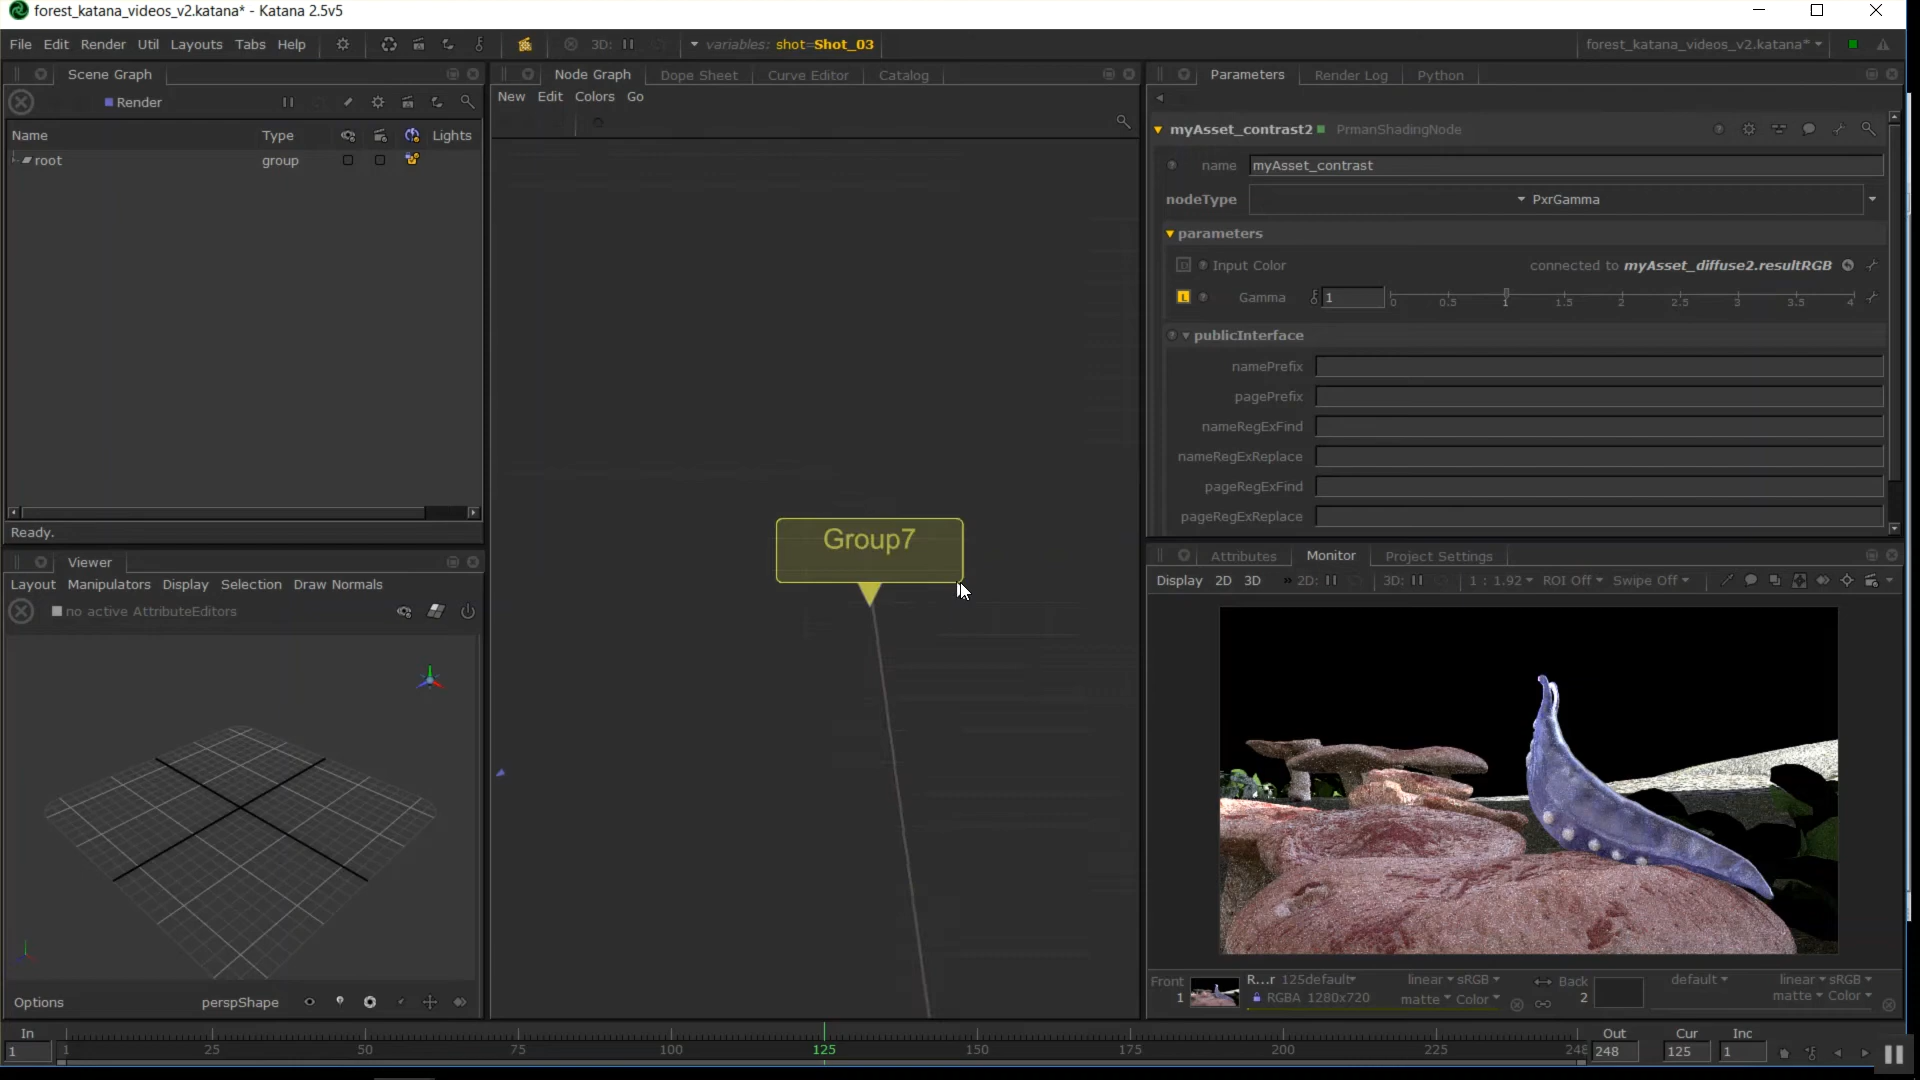 forest_katana_videos_v2.katana* - Katana 2.5v5
File Edit Render Util Layouts Tabs Help 3D: variables: shot=Shot_03 forest_katana_videos_v2.katana*
Scene Graph
Render
Name Type Lights
root group
Ready.
Viewer
Layout Manipulators Display Selection Draw Normals
no active AttributeEditors
Options perspShape
Node Graph Dope Sheet Curve Editor Catalog
New Edit Colors Go
Group7
Parameters Render Log Python
myAsset_contrast2 PrmanShadingNode
name myAsset_contrast
nodeType PxrGamma
parameters
Input Color connected to myAsset_diffuse2.resultRGB
L Gamma 1 0 0.5 1 1.5 2 2.5 3 3.5 4
publicInterface
namePrefix
pagePrefix
nameRegExFind
nameRegExReplace
pageRegExFind
pageRegExReplace
Attributes Monitor Project Settings
Display 2D 3D » 2D: 3D: 1 : 1.92 ROI Off Swipe Off
Front R...r 125default linear sRGB Back default linear sRGB
1 RGBA 1280x720 matte Color 2 matte Color
In Out Cur Inc
1 1 25 50 75 100 125 150 175 200 225 248 248 125 1